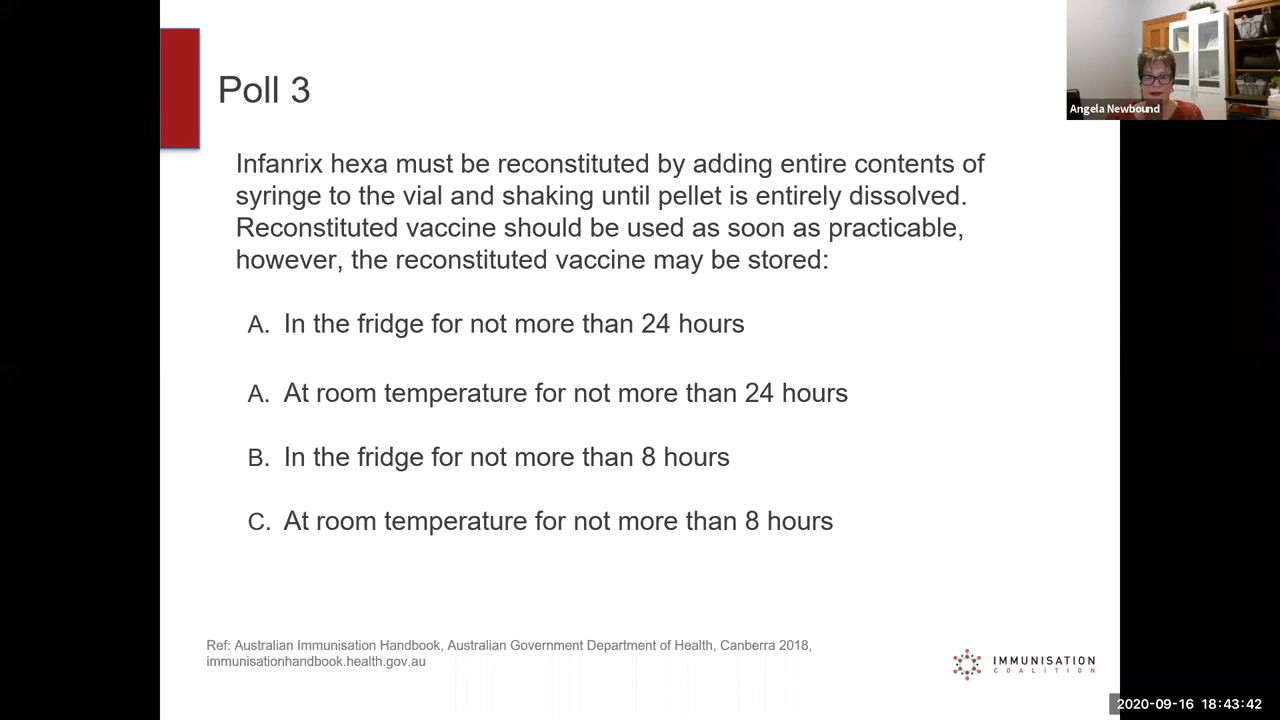 Poll 3
Angela Newbound
Infanrix hexa must be reconstituted by adding entire contents of
syringe to the vial and shaking until pellet is entirely dissolved.
Reconstituted vaccine should be used as soon as practicable,
however, the reconstituted vaccine may be stored:
A. In the fridge for not more than 24 hours
A. At room temperature for not more than 24 hours
B. In the fridge for not more than 8 hours
C. At room temperature for not more than 8 hours
Ref: Australian Immunisation Handbook, Australian Government Department of Health, Canberra 2018,
immunisationhandbook.health.gov.au
IMMUNISATION
COALITION
2020-09-16 18:43:42